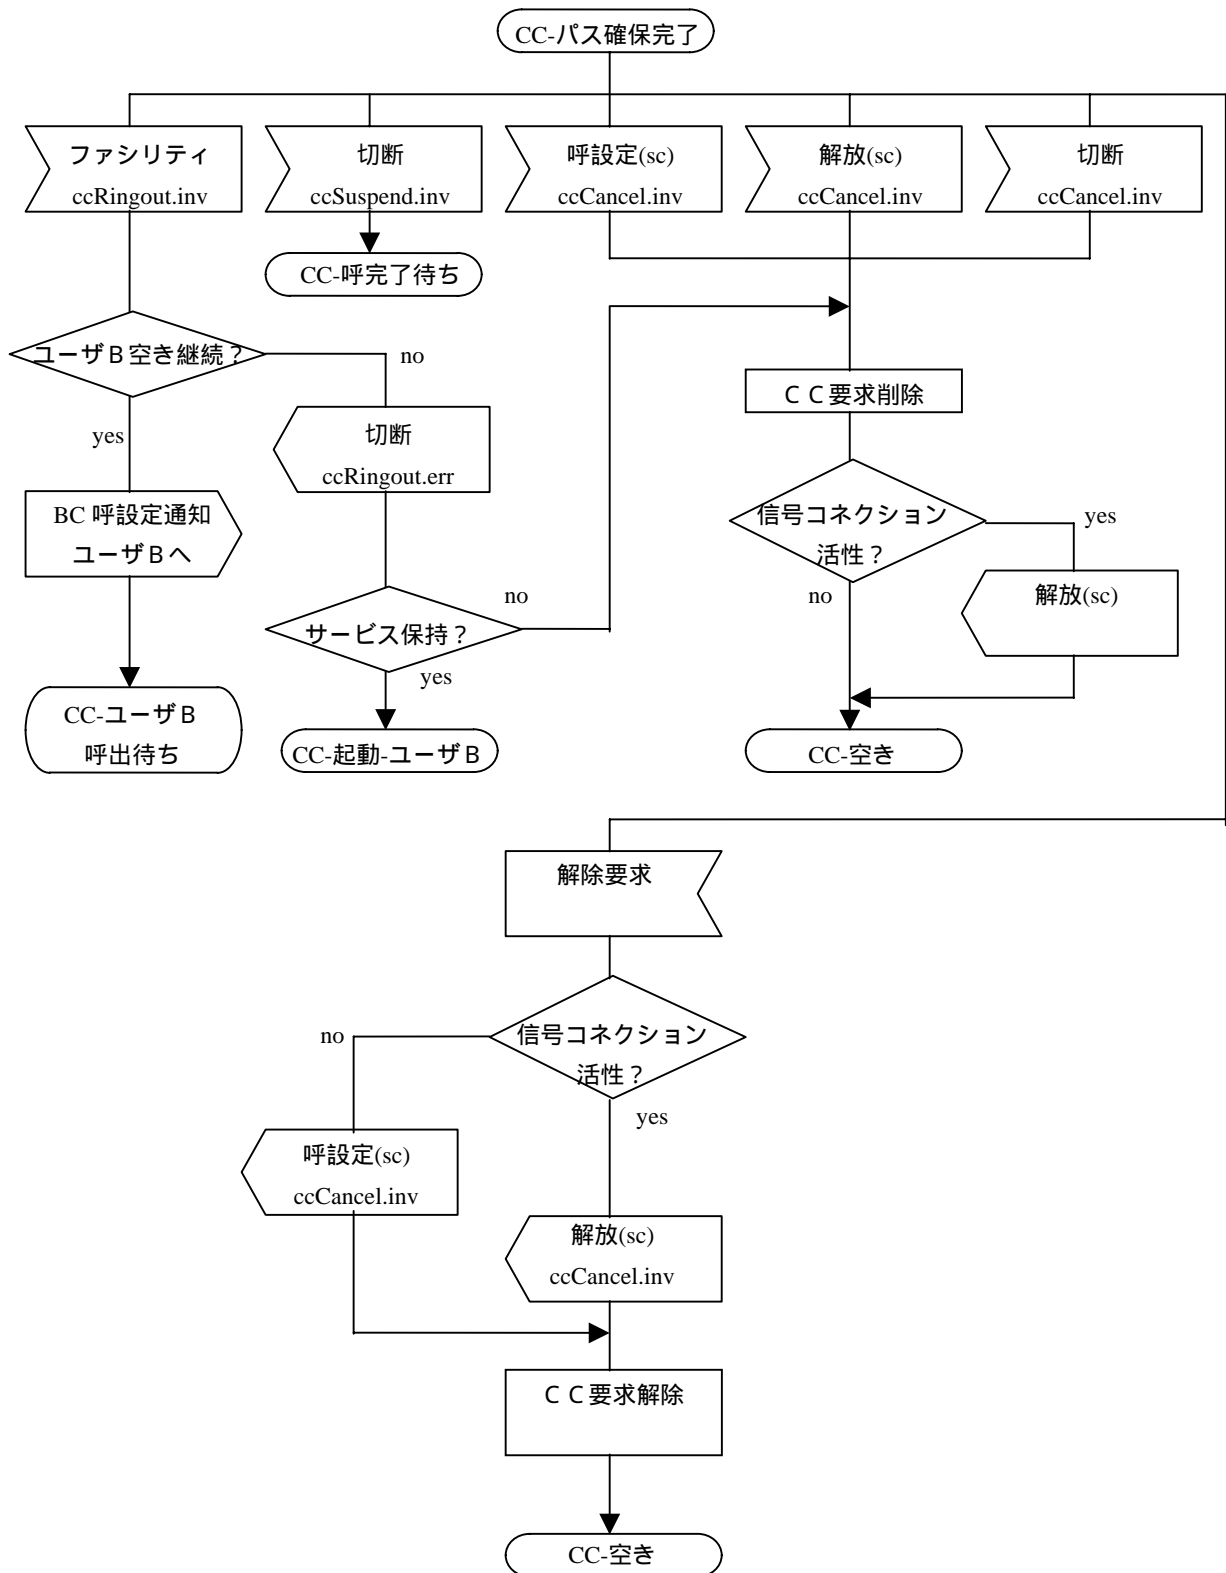 CC-パス確保完了
ファシリティ
ccRingout.inv
切断
ccSuspend.inv
呼設定(sc)
ccCancel.inv
解放(sc)
ccCancel.inv
切断
ccCancel.inv
CC-呼完了待ち
ユーザB空き継続?
no
yes
切断
ccRingout.err
CC要求削除
BC 呼設定通知
ユーザBへ
信号コネクション
活性?
yes
no
解放(sc)
サービス保持?
no
yes
CC-ユーザB
呼出待ち
CC-起動-ユーザB
CC-空き
解除要求
信号コネクション
活性?
no
yes
呼設定(sc)
ccCancel.inv
解放(sc)
ccCancel.inv
CC要求解除
CC-空き